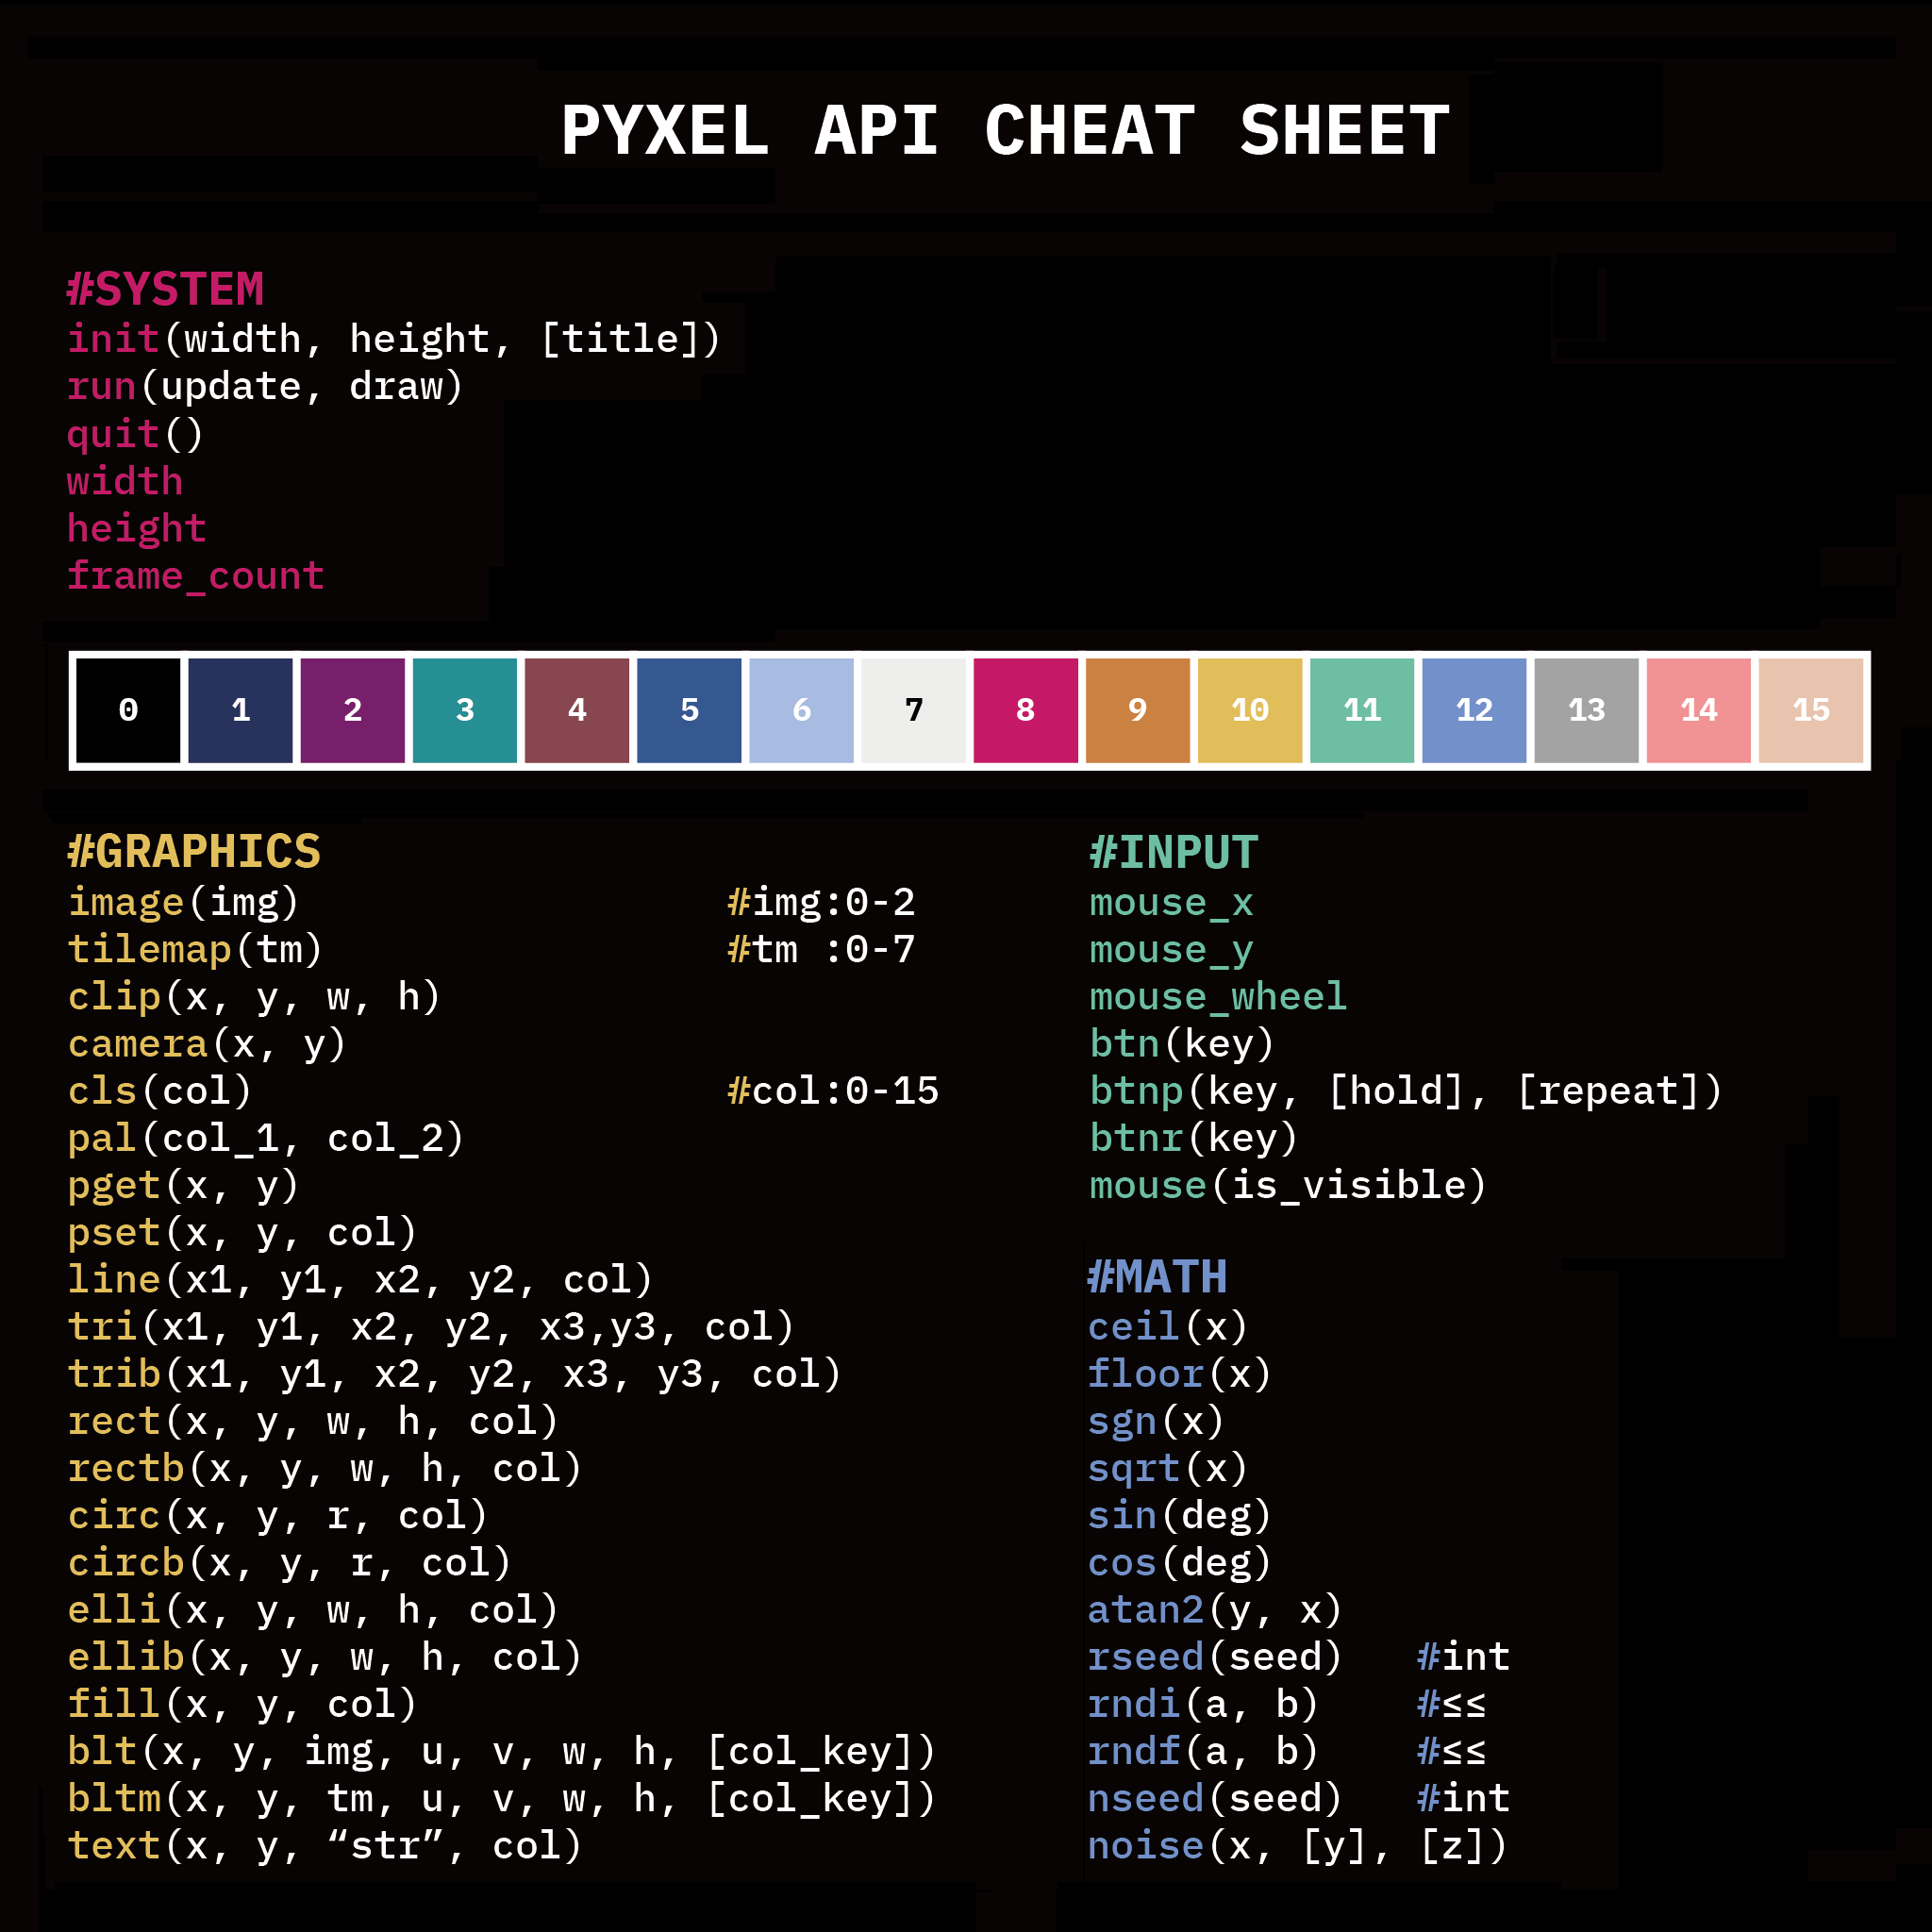 PYXEL API CHEAT SHEET
#SYSTEM
init(width, height, [title])
run(update, draw)
quit()
width
height
frame_count
0 1 2 3 4 5 6 7 8 9 10 11 12 13 14 15
#GRAPHICS
image(img) #img:0-2
tilemap(tm) #tm :0-7
clip(x, y, w, h)
camera(x, y)
cls(col) #col:0-15
pal(col_1, col_2)
pget(x, y)
pset(x, y, col)
line(x1, y1, x2, y2, col)
tri(x1, y1, x2, y2, x3,y3, col)
trib(x1, y1, x2, y2, x3, y3, col)
rect(x, y, w, h, col)
rectb(x, y, w, h, col)
circ(x, y, r, col)
circb(x, y, r, col)
elli(x, y, w, h, col)
ellib(x, y, w, h, col)
fill(x, y, col)
blt(x, y, img, u, v, w, h, [col_key])
bltm(x, y, tm, u, v, w, h, [col_key])
text(x, y, “str”, col)
#INPUT
mouse_x
mouse_y
mouse_wheel
btn(key)
btnp(key, [hold], [repeat])
btnr(key)
mouse(is_visible)
#MATH
ceil(x)
floor(x)
sgn(x)
sqrt(x)
sin(deg)
cos(deg)
atan2(y, x)
rseed(seed) #int
rndi(a, b) #≤≤
rndf(a, b) #≤≤
nseed(seed) #int
noise(x, [y], [z])